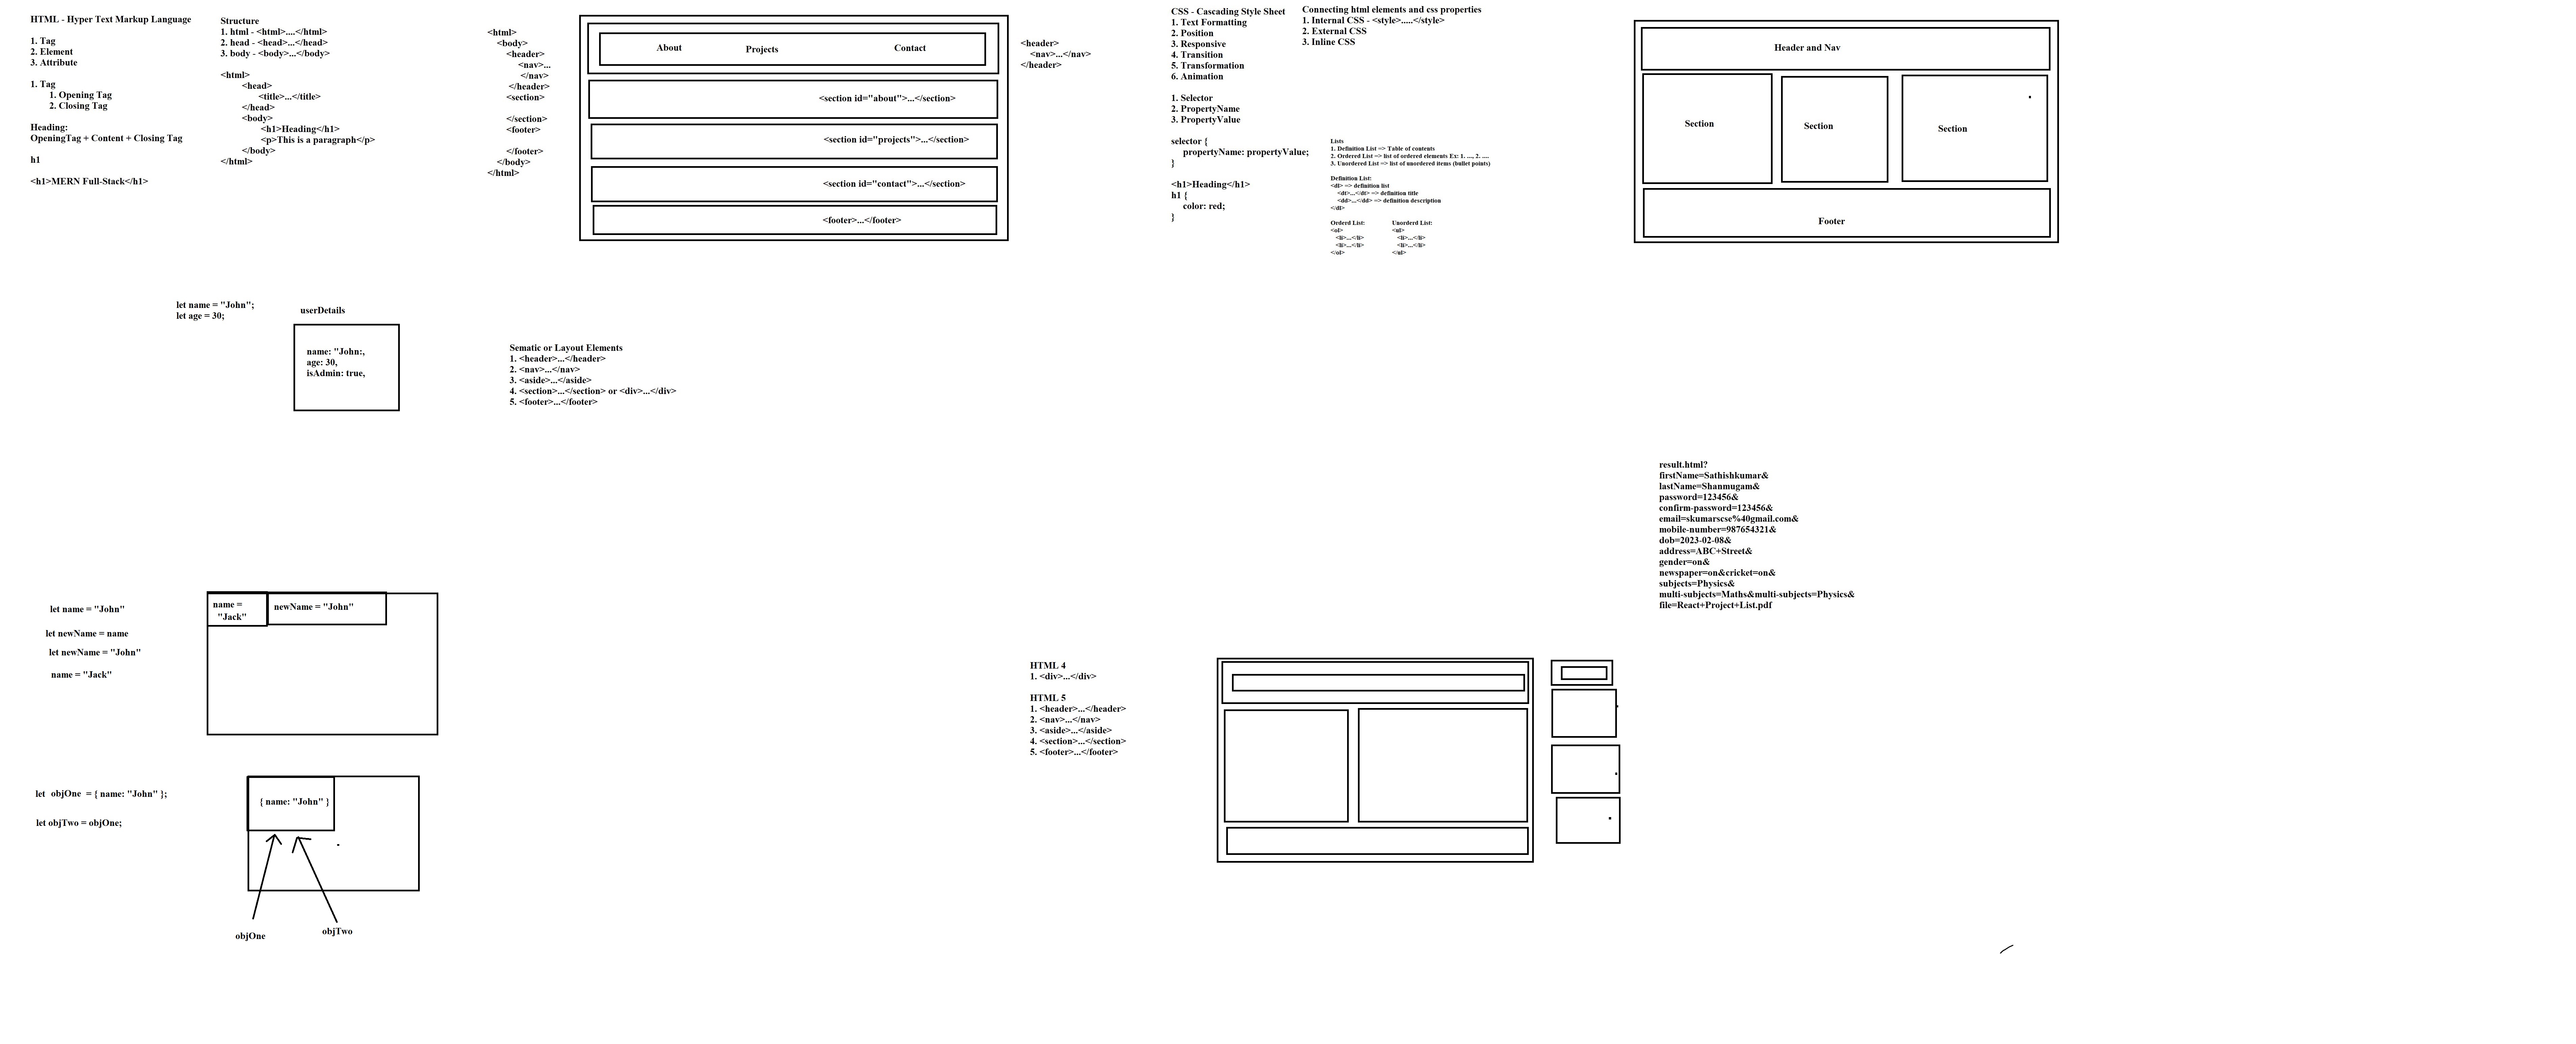 HTML - Hyper Text Markup Language
1. Tag
2. Element
3. Attribute
1. Tag
1. Opening Tag
2. Closing Tag
Heading:
OpeningTag + Content + Closing Tag
h1
<h1>MERN Full-Stack</h1>
Structure
1. html - <html>....</html>
2. head - <head>...</head>
3. body - <body>...</body>
<html>
<head>
<title>...</title>
</head>
<body>
<h1>Heading</h1>
<p>This is a paragraph</p>
</body>
</html>
<html>
<body>
<header>
<nav>...
</nav>
</header>
<section>
</section>
<footer>
</footer>
</body>
</html>
About
Projects
Contact
<section id="about">...</section>
<section id="projects">...</section>
<section id="contact">...</section>
<footer>...</footer>
<header>
<nav>...</nav>
</header>
CSS - Cascading Style Sheet
1. Text Formatting
2. Position
3. Responsive
4. Transition
5. Transformation
6. Animation
1. Selector
2. PropertyName
3. PropertyValue
selector {
propertyName: propertyValue;
}
<h1>Heading</h1>
h1 {
color: red;
}
Connecting html elements and css properties
1. Internal CSS - <style>.....</style>
2. External CSS
3. Inline CSS
Lists
1. Definition List => Table of contents
2. Ordered List => list of ordered elements Ex: 1. ..., 2. ....
3. Unordered List => list of unordered items (bullet points)
Definition List:
<dl> => definition list
<dt>...</dt> => definition title
<dd>...</dd> => definition description
</dl>
Orderd List:
<ol>
<li>...</li>
<li>...</li>
</ol>
Unorderd List:
<ul>
<li>...</li>
<li>...</li>
</ul>
Header and Nav
Section
Section
Section
Footer
let name = "John";
let age = 30;
userDetails
name: "John:,
age: 30,
isAdmin: true,
Sematic or Layout Elements
1. <header>...</header>
2. <nav>...</nav>
3. <aside>...</aside>
4. <section>...</section> or <div>...</div>
5. <footer>...</footer>
result.html?
firstName=Sathishkumar&
lastName=Shanmugam&
password=123456&
confirm-password=123456&
email=skumarscse%40gmail.com&
mobile-number=987654321&
dob=2023-02-08&
address=ABC+Street&
gender=on&
newspaper=on&cricket=on&
subjects=Physics&
multi-subjects=Maths&multi-subjects=Physics&
file=React+Project+List.pdf
let name = "John"
let newName = name
let newName = "John"
name = "Jack"
name =
"Jack"
newName = "John"
HTML 4
1. <div>...</div>
HTML 5
1. <header>...</header>
2. <nav>...</nav>
3. <aside>...</aside>
4. <section>...</section>
5. <footer>...</footer>
let objOne = { name: "John" };
let objTwo = objOne;
{ name: "John" }
objOne
objTwo